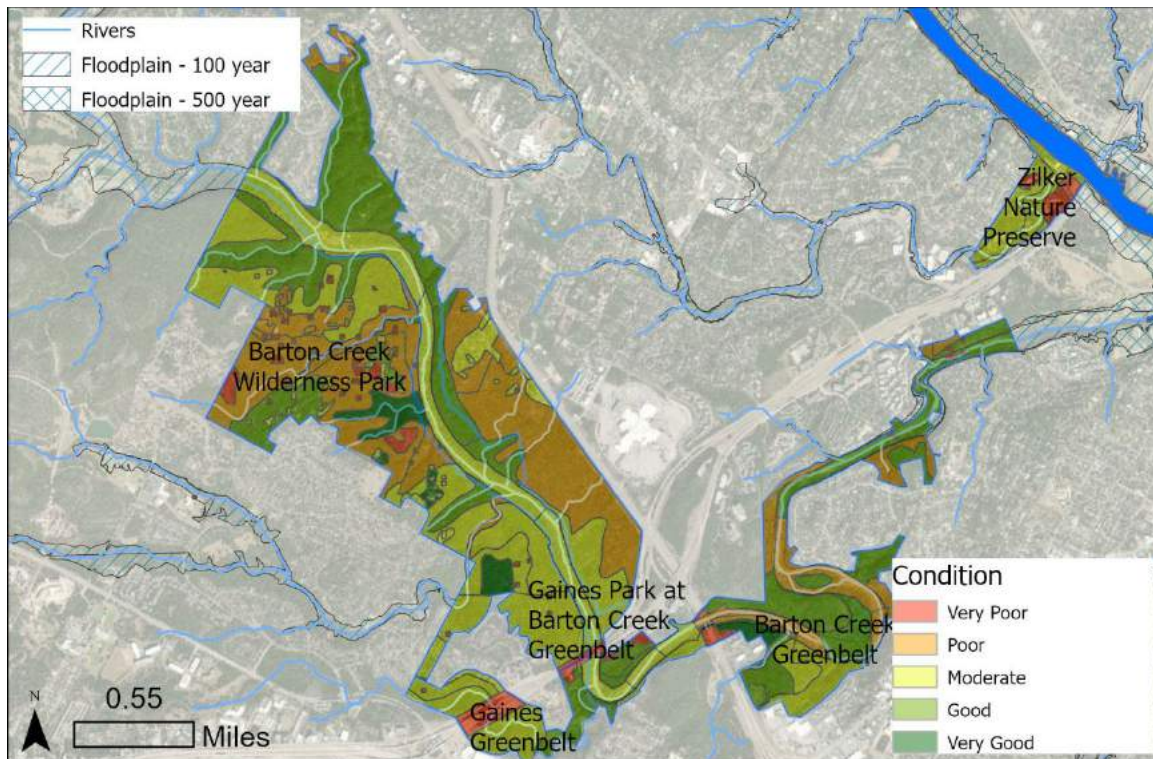 Rivers
Floodplain - 100 year
Floodplain - 500 year
Zilker
Nature
Preserve
Barton Creek
Wilderness Park
Gaines Park at
Barton Creek
Greenbelt
Barton Creek
Greenbelt
Gaines
Greenbelt
Condition
Very Poor
Poor
Moderate
Good
Very Good
N
0.55
Miles